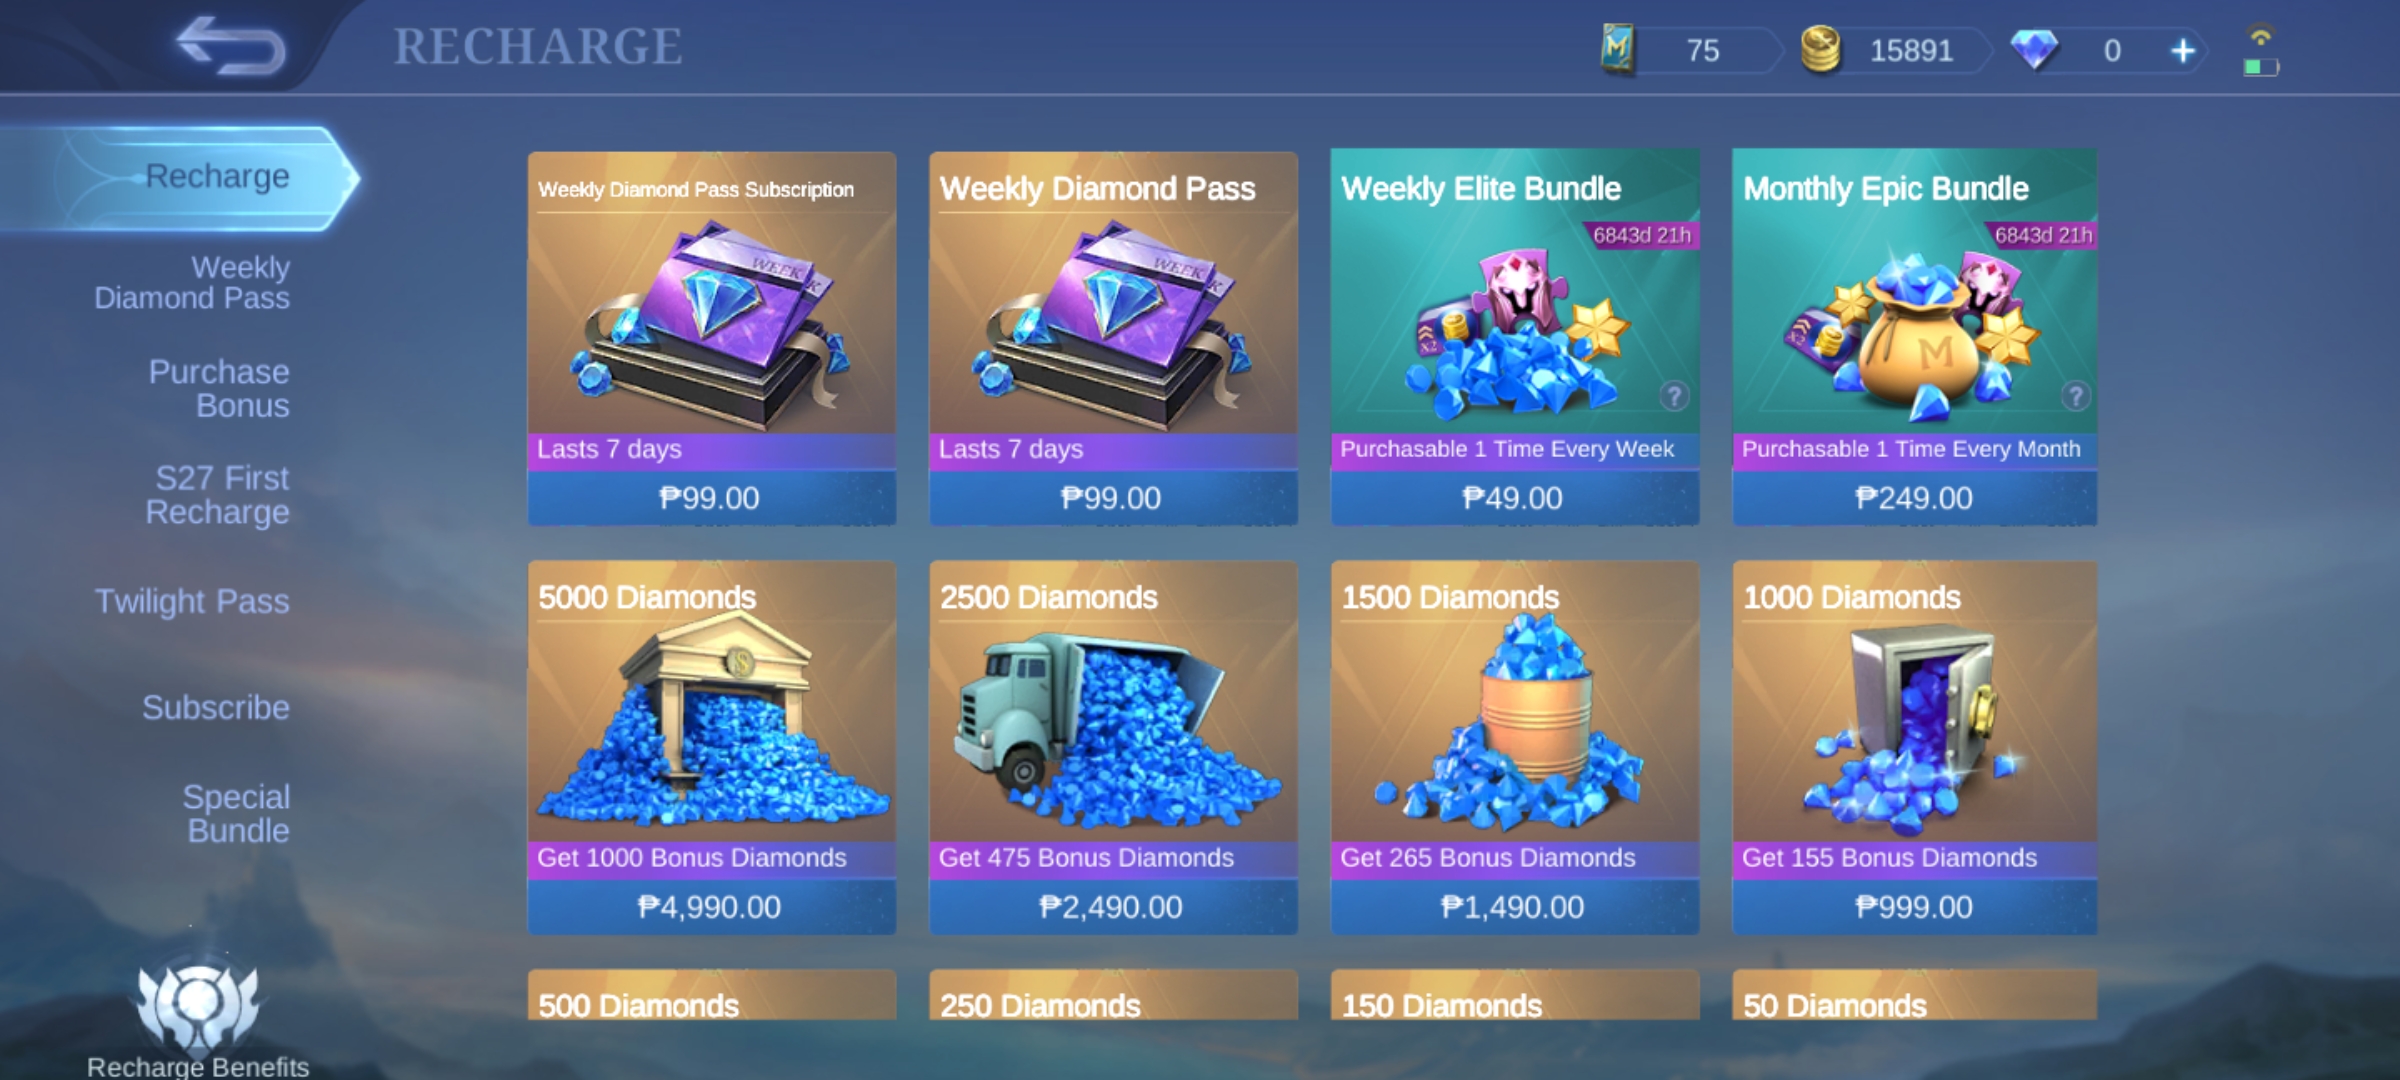 RECHARGE
75
15891
0
Recharge
Weekly
Diamond Pass
Purchase
Bonus
S27 First
Recharge
Twilight Pass
Subscribe
Special
Bundle
Recharge Benefits
Weekly Diamond Pass Subscription
WEEK
Lasts 7 days
₱99.00
Weekly Diamond Pass
WEEK
Lasts 7 days
₱99.00
Weekly Elite Bundle
6843d 21h
X2
?
Purchasable 1 Time Every Week
₱49.00
Monthly Epic Bundle
6843d 21h
X2
M
?
Purchasable 1 Time Every Month
₱249.00
5000 Diamonds
Get 1000 Bonus Diamonds
₱4,990.00
2500 Diamonds
Get 475 Bonus Diamonds
₱2,490.00
1500 Diamonds
Get 265 Bonus Diamonds
₱1,490.00
1000 Diamonds
Get 155 Bonus Diamonds
₱999.00
500 Diamonds
250 Diamonds
150 Diamonds
50 Diamonds